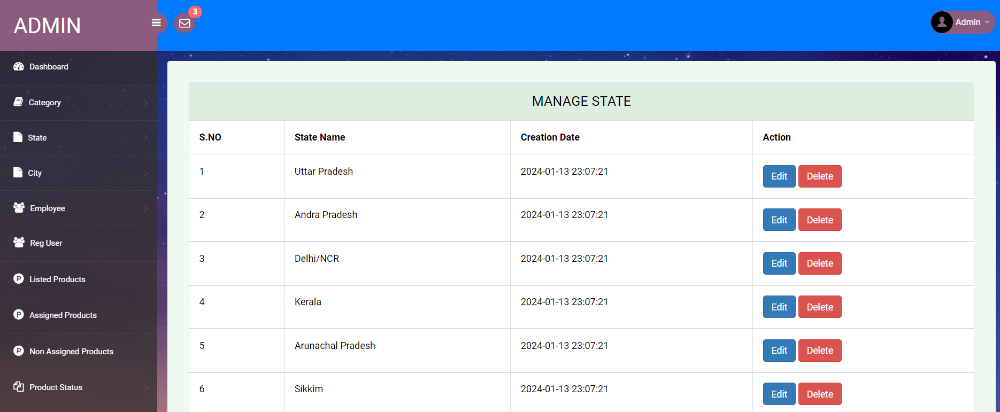 ADMIN
3
Admin
Dashboard
Category
State
City
Employee
Reg User
P Listed Products
P Assigned Products
P Non Assigned Products
Product Status
MANAGE STATE
S.NO State Name Creation Date Action
1 Uttar Pradesh 2024-01-13 23:07:21 Edit Delete
2 Andra Pradesh 2024-01-13 23:07:21 Edit Delete
3 Delhi/NCR 2024-01-13 23:07:21 Edit Delete
4 Kerala 2024-01-13 23:07:21 Edit Delete
5 Arunachal Pradesh 2024-01-13 23:07:21 Edit Delete
6 Sikkim 2024-01-13 23:07:21 Edit Delete